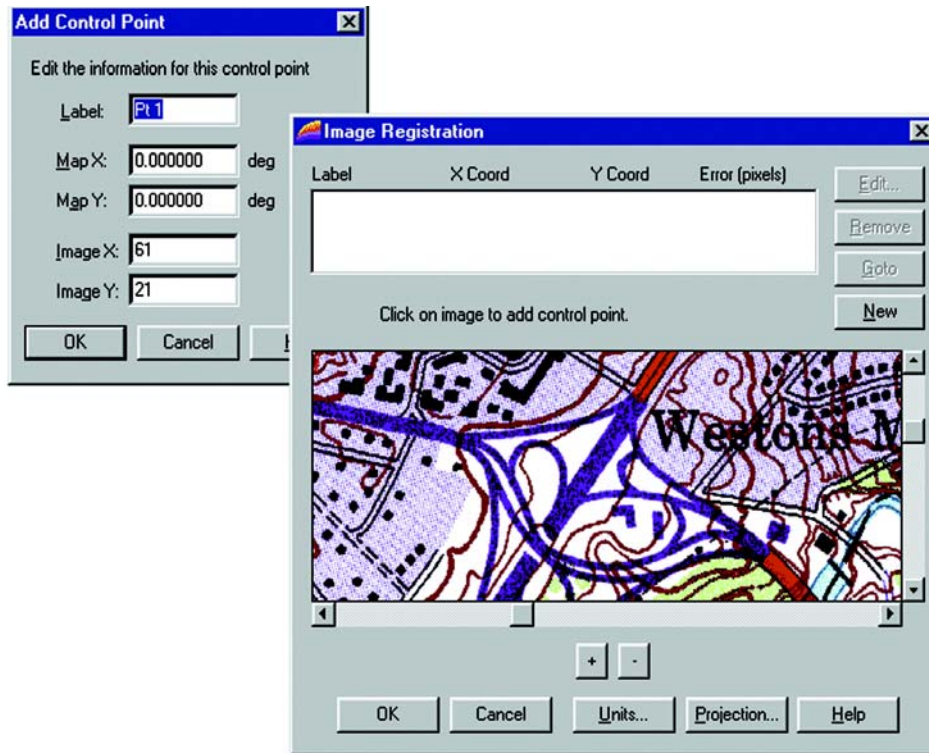 Add Control Point
Edit the information for this control point
Label: Pt 1
Map X: 0.000000 deg
Map Y: 0.000000 deg
Image X: 61
Image Y: 21
OK Cancel H
Image Registration
Label X Coord Y Coord Error (pixels)
Edit...
Remove
Goto
New
Click on image to add control point.
Westons M
+ -
OK Cancel Units... Projection... Help